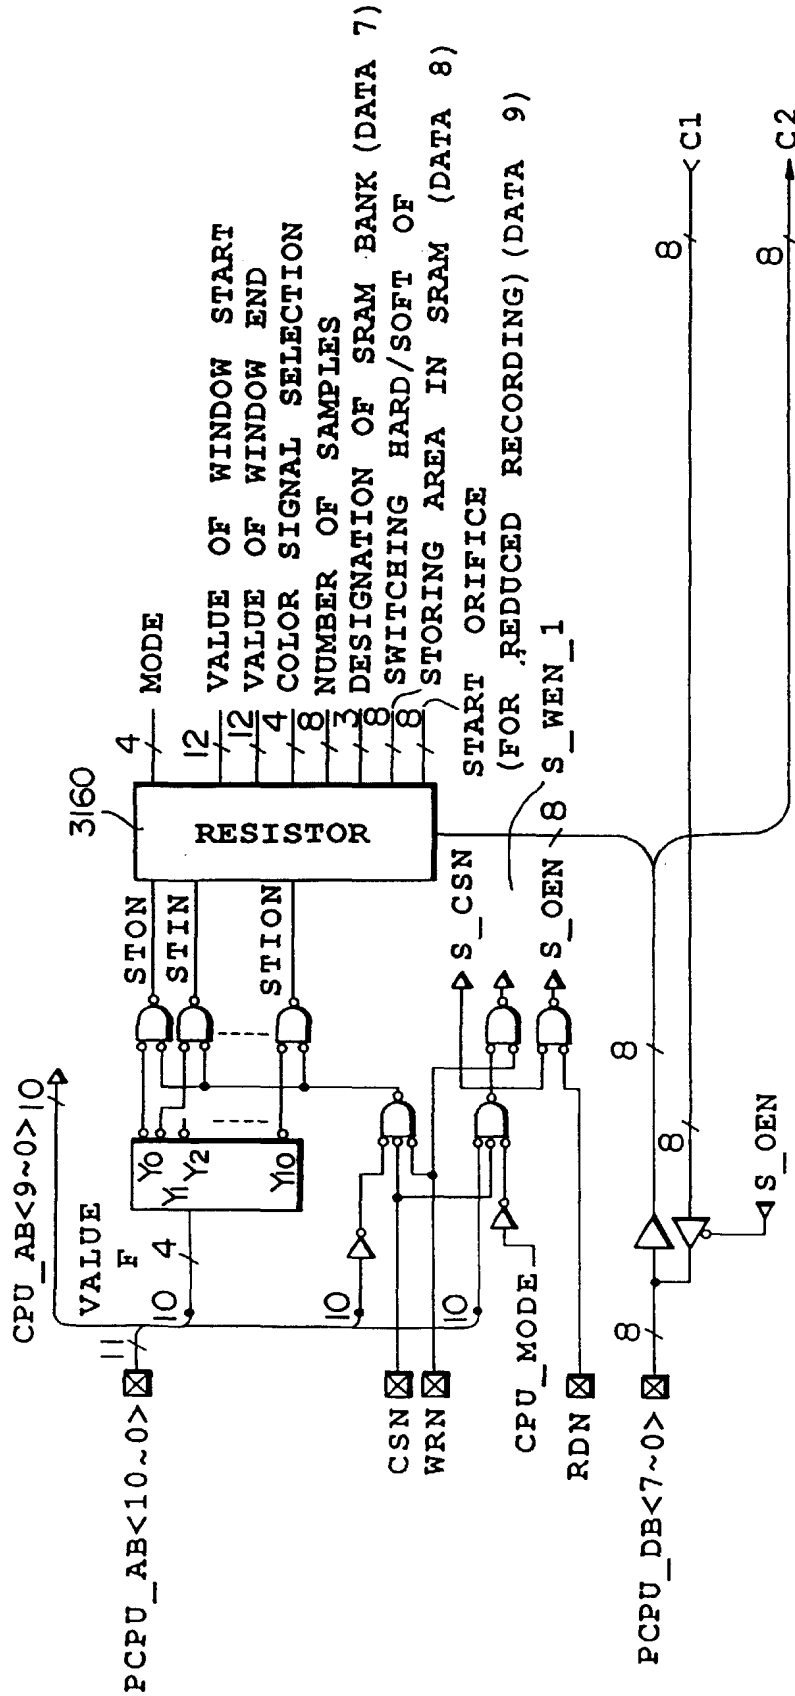 PCPU_AB<10~0>
11
CPU_AB<9~0>
10
VALUE
F
4
10
10
10
Y0
Y1
Y2
Y10
STON
STIN
STION
3160
RESISTOR
4
MODE
12
VALUE OF WINDOW START
12
VALUE OF WINDOW END
4
COLOR SIGNAL SELECTION
8
NUMBER OF SAMPLES
3
DESIGNATION OF SRAM BANK (DATA 7)
8
SWITCHING HARD/SOFT OF
STORING AREA IN SRAM (DATA 8)
8
START ORIFICE
(FOR REDUCED RECORDING) (DATA 9)
CSN
WRN
CPU_MODE
RDN
S_CSN
S_WEN_1
S_OEN
8
PCPU_DB<7~0>
8
8
8
S_OEN
8
<C1
8
C2